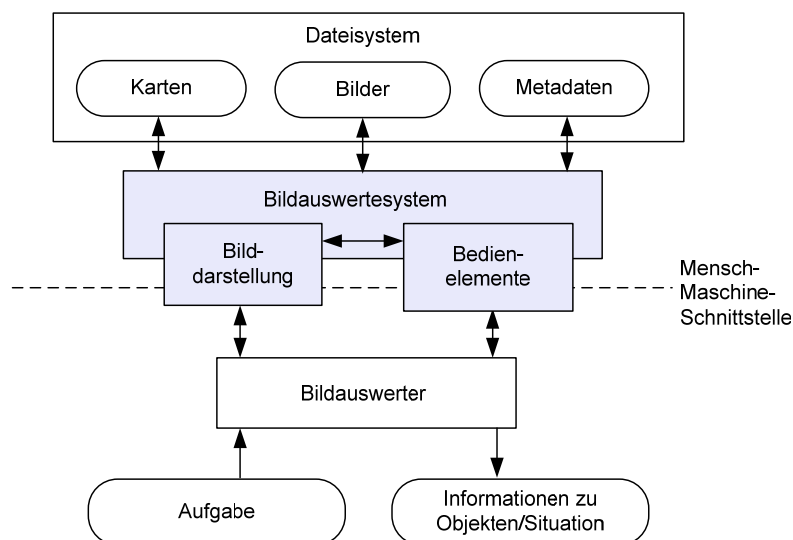 Dateisystem
Karten
Bilder
Metadaten
Bildauswertesystem
Bild-
darstellung
Bedien-
elemente
Mensch-
Maschine-
Schnittstelle
Bildauswerter
Aufgabe
Informationen zu
Objekten/Situation